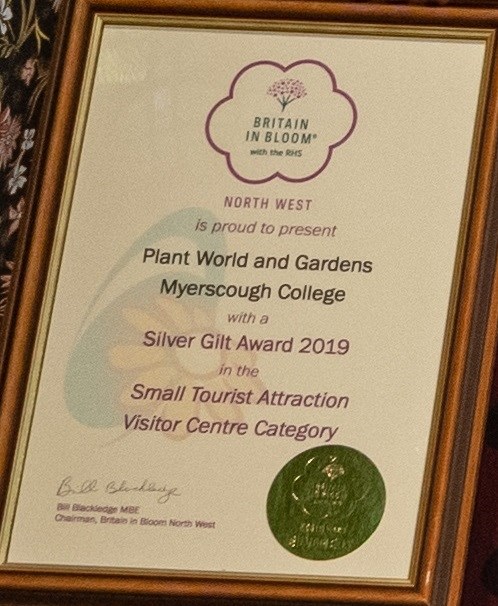 BRITAIN
IN BLOOM®
with the RHS
NORTH WEST
is proud to present
Plant World and Gardens
Myerscough College
with a
Silver Gilt Award 2019
in the
Small Tourist Attraction
Visitor Centre Category
Bill Blackledge
Bill Blackledge MBE
Chairman, Britain in Bloom North West